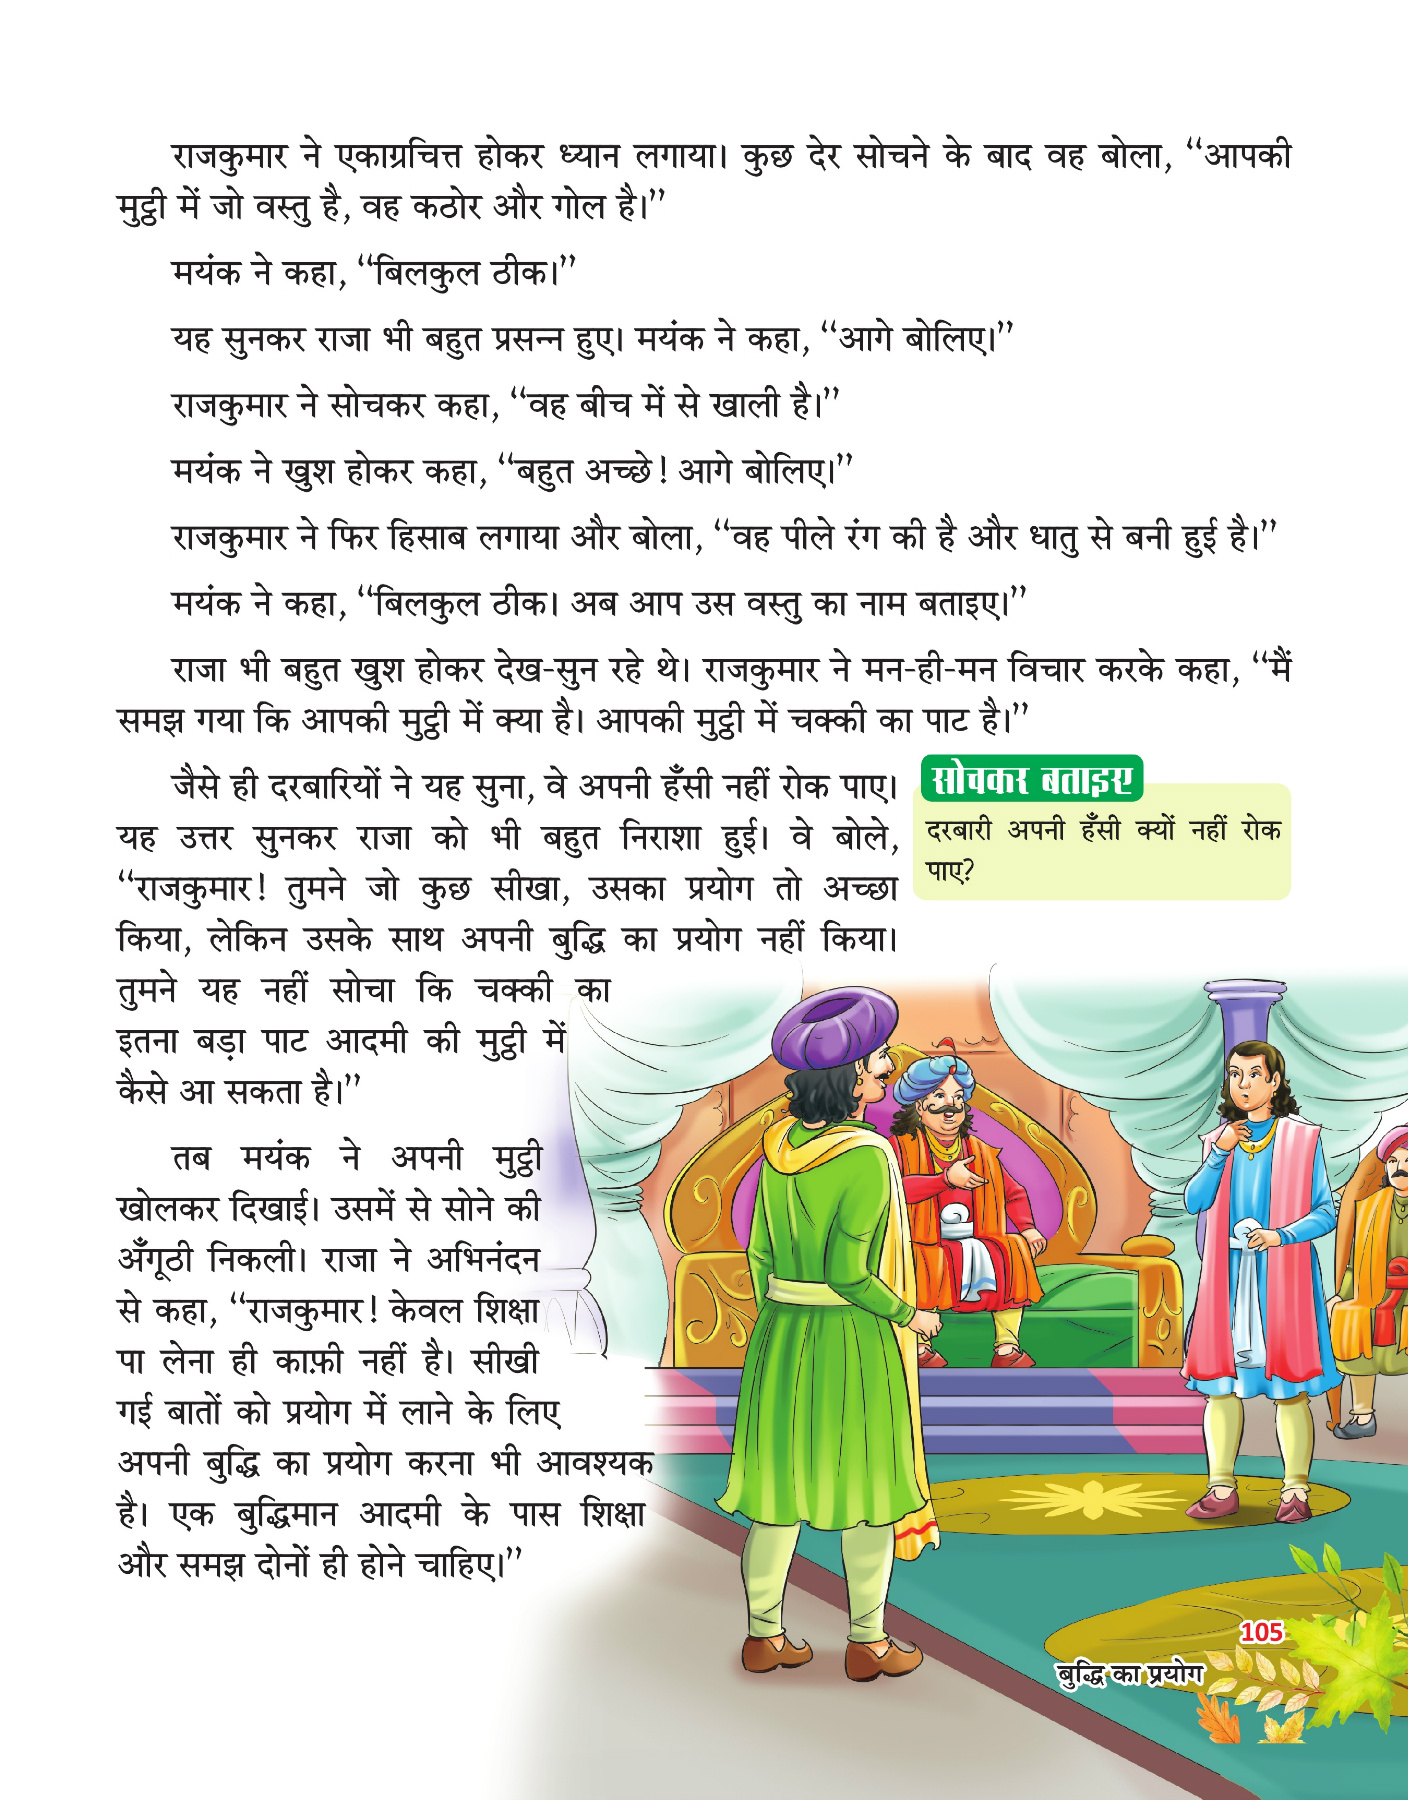 राजकुमार ने एकाग्रचित्त होकर ध्यान लगाया। कुछ देर सोचने के बाद वह बोला, “आपकी
मुट्ठी में जो वस्तु है, वह कठोर और गोल है।”
मयंक ने कहा, “बिलकुल ठीक।”
यह सुनकर राजा भी बहुत प्रसन्न हुए। मयंक ने कहा, “आगे बोलिए।”
राजकुमार ने सोचकर कहा, “वह बीच में से खाली है।”
मयंक ने खुश होकर कहा, “बहुत अच्छे! आगे बोलिए।”
राजकुमार ने फिर हिसाब लगाया और बोला, “वह पीले रंग की है और धातु से बनी हुई है।”
मयंक ने कहा, “बिलकुल ठीक। अब आप उस वस्तु का नाम बताइए।”
राजा भी बहुत खुश होकर देख-सुन रहे थे। राजकुमार ने मन-ही-मन विचार करके कहा, “मैं
समझ गया कि आपकी मुट्ठी में क्या है। आपकी मुट्ठी में चक्की का पाट है।”
जैसे ही दरबारियों ने यह सुना, वे अपनी हँसी नहीं रोक पाए।
यह उत्तर सुनकर राजा को भी बहुत निराशा हुई। वे बोले,
“राजकुमार! तुमने जो कुछ सीखा, उसका प्रयोग तो अच्छा
किया, लेकिन उसके साथ अपनी बुद्धि का प्रयोग नहीं किया।
तुमने यह नहीं सोचा कि चक्की का
इतना बड़ा पाट आदमी की मुट्ठी में
कैसे आ सकता है।”
सोचकर बताइए
दरबारी अपनी हँसी क्यों नहीं रोक
पाए?
तब मयंक ने अपनी मुट्ठी
खोलकर दिखाई। उसमें से सोने की
अँगूठी निकली। राजा ने अभिनंदन
से कहा, “राजकुमार! केवल शिक्षा
पा लेना ही काफ़ी नहीं है। सीखी
गई बातों को प्रयोग में लाने के लिए
अपनी बुद्धि का प्रयोग करना भी आवश्यक
है। एक बुद्धिमान आदमी के पास शिक्षा
और समझ दोनों ही होने चाहिए।”
105
बुद्धि का प्रयोग